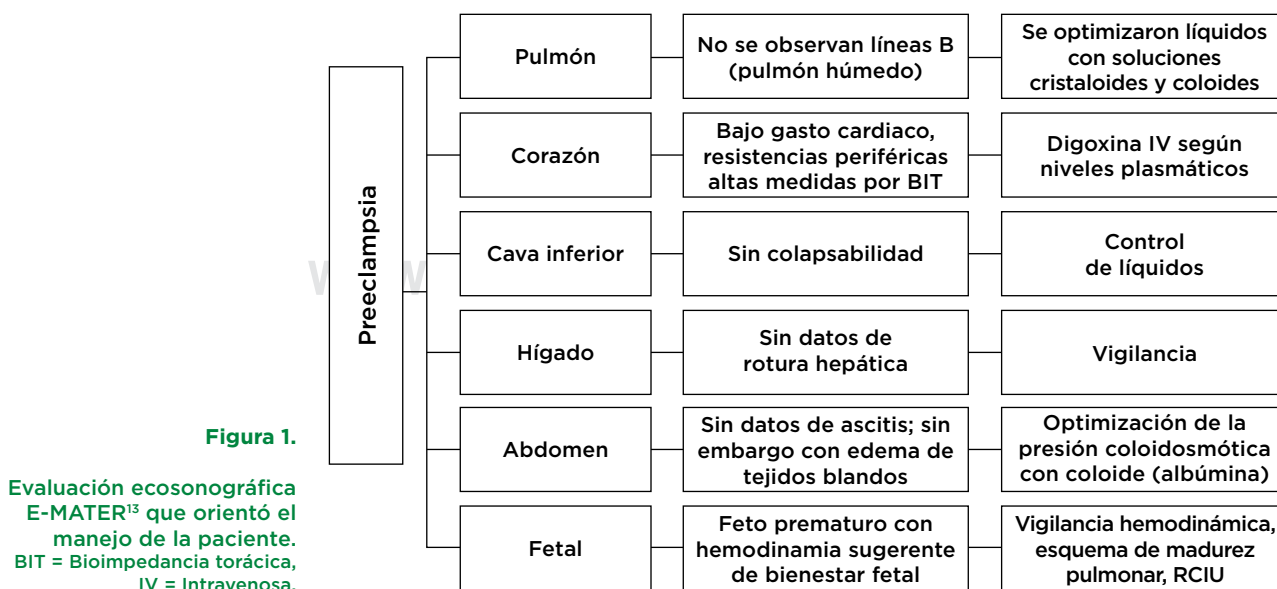 Preeclampsia
Pulmón
No se observan líneas B
(pulmón húmedo)
Se optimizaron líquidos
con soluciones
cristaloides y coloides
Corazón
Bajo gasto cardiaco,
resistencias periféricas
altas medidas por BIT
Digoxina IV según
niveles plasmáticos
Cava inferior
Sin colapsabilidad
Control
de líquidos
Hígado
Sin datos de
rotura hepática
Vigilancia
Abdomen
Sin datos de ascitis; sin
embargo con edema de
tejidos blandos
Optimización de la
presión coloidosmótica
con coloide (albúmina)
Fetal
Feto prematuro con
hemodinamia sugerente
de bienestar fetal
Vigilancia hemodinámica,
esquema de madurez
pulmonar, RCIU
Figura 1.
Evaluación ecosonográfica
E-MATER¹³ que orientó el
manejo de la paciente.
BIT = Bioimpedancia torácica,
IV = Intravenosa.